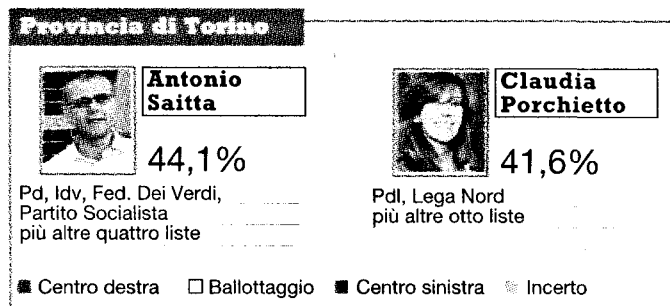 Provincia di Torino
Antonio
Saitta
44,1%
Pd, Idv, Fed. Dei Verdi,
Partito Socialista
più altre quattro liste
Claudia
Porchietto
41,6%
Pdl, Lega Nord
più altre otto liste
Centro destra Ballottaggio Centro sinistra Incerto